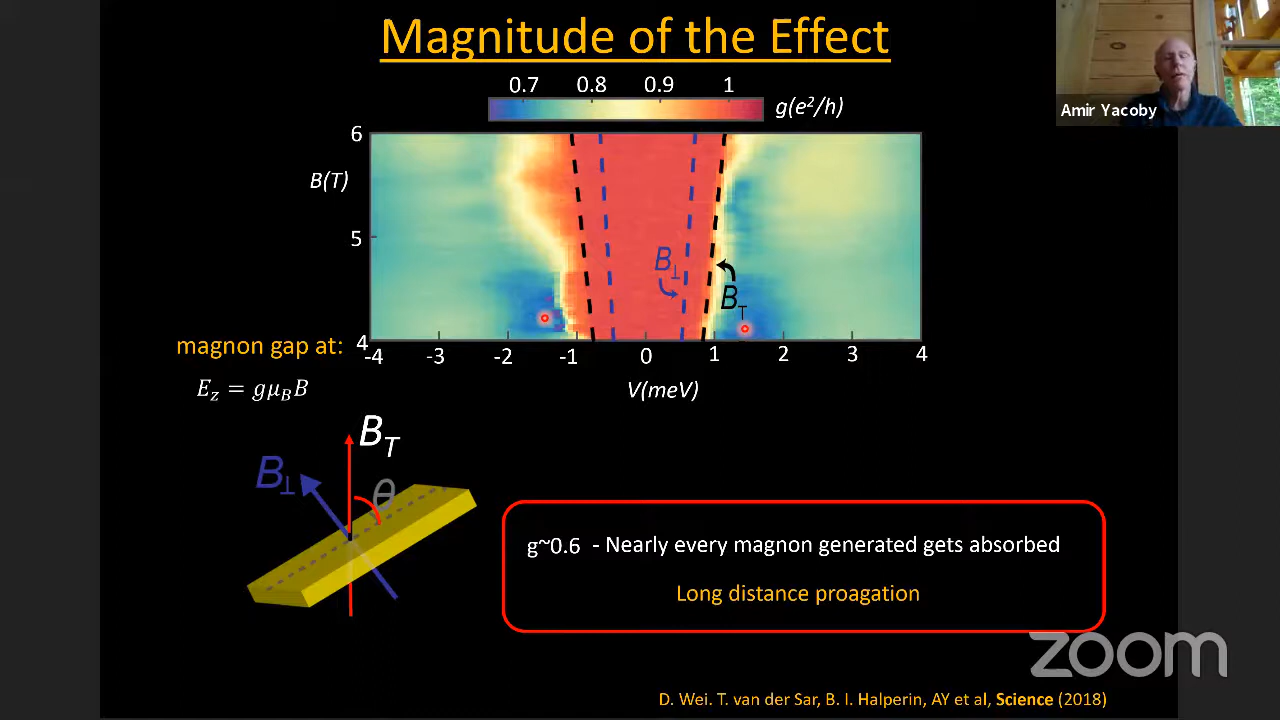 Magnitude of the Effect
Amir Yacoby
0.7 0.8 0.9 1
g(e²/h)
6
B(T)
5
4
B⊥
B_T
-4 -3 -2 -1 0 1 2 3 4
V(meV)
magnon gap at:
E_z = gμ_B B
B_T
B⊥
θ
g~0.6 - Nearly every magnon generated gets absorbed
Long distance proagation
zoom
D. Wei. T. van der Sar, B. I. Halperin, AY et al, Science (2018)